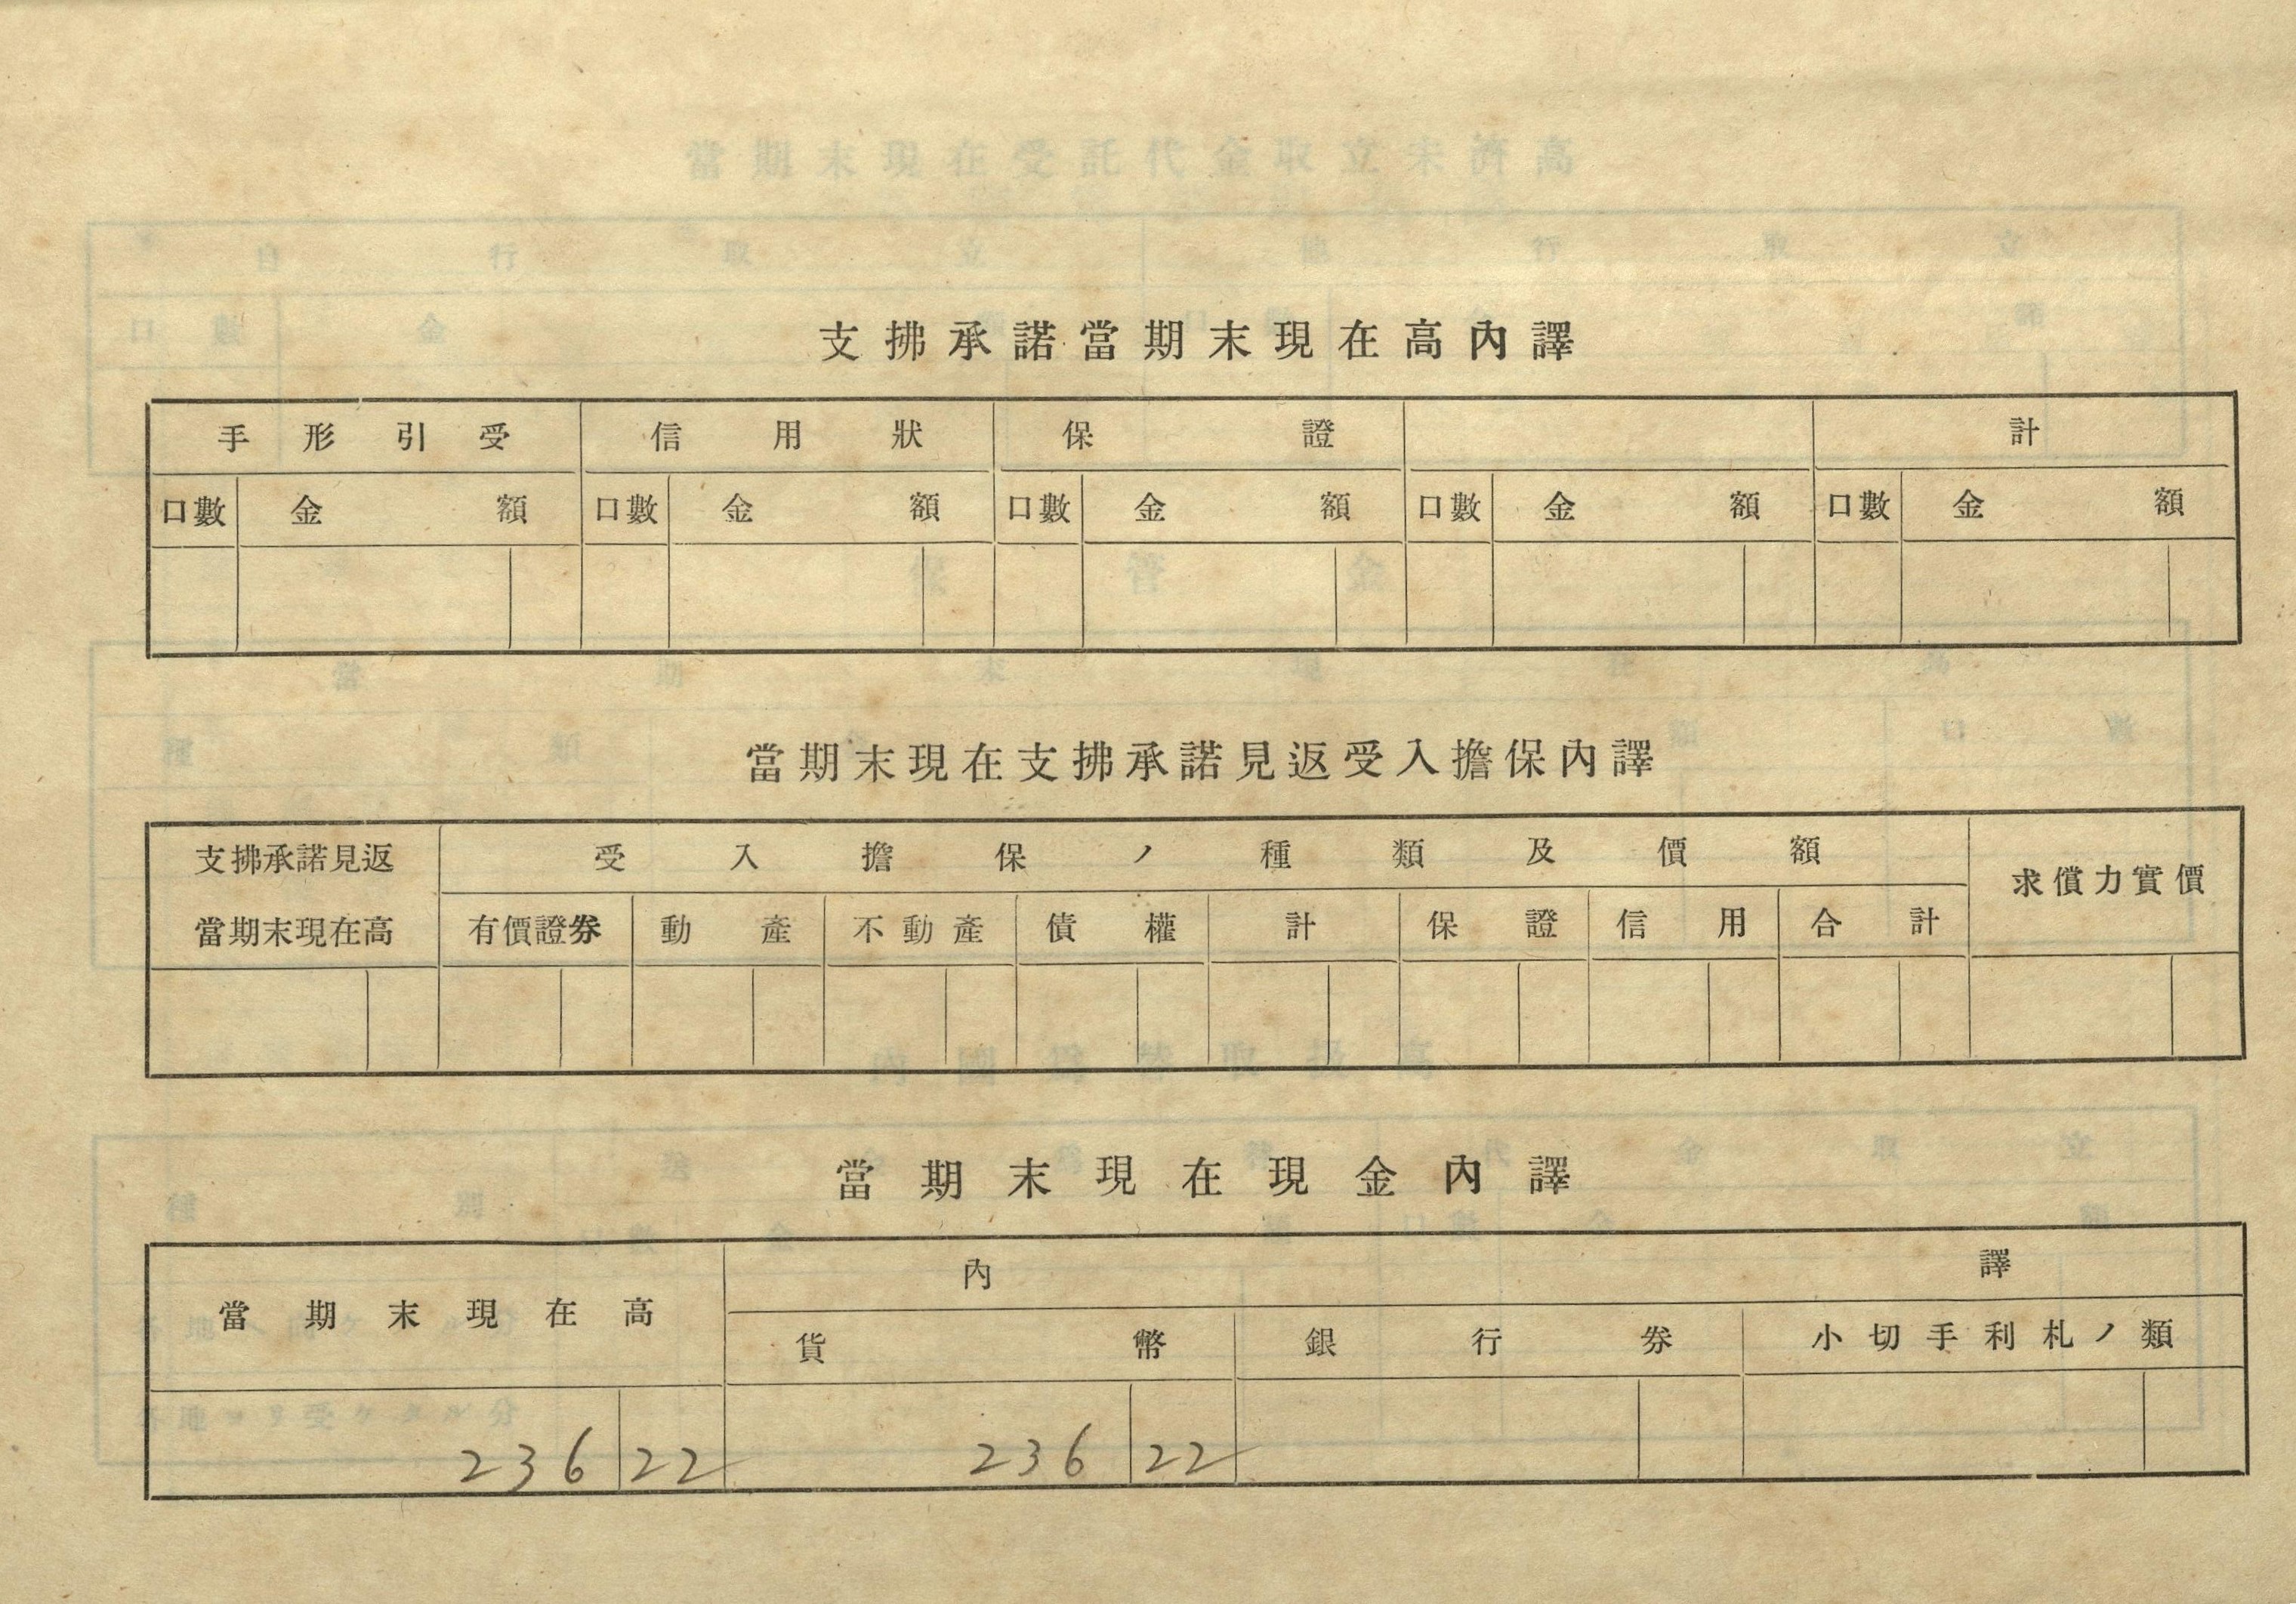 支拂承諾當期末現在高內譯
手形引受 信用狀 保證 計
口數 金額 口數 金額 口數 金額 口數 金額 口數 金額
當期末現在支拂承諾見返受入擔保內譯
支拂承諾見返 受入擔保ノ種類及價額 求償力實價
當期末現在高 有價證券 動產 不動產 債權 計 保證 信用 合計
當期末現在現金內譯
當期末現在高 內譯
貨幣 銀行券 小切手利札ノ類
236 22 236 22